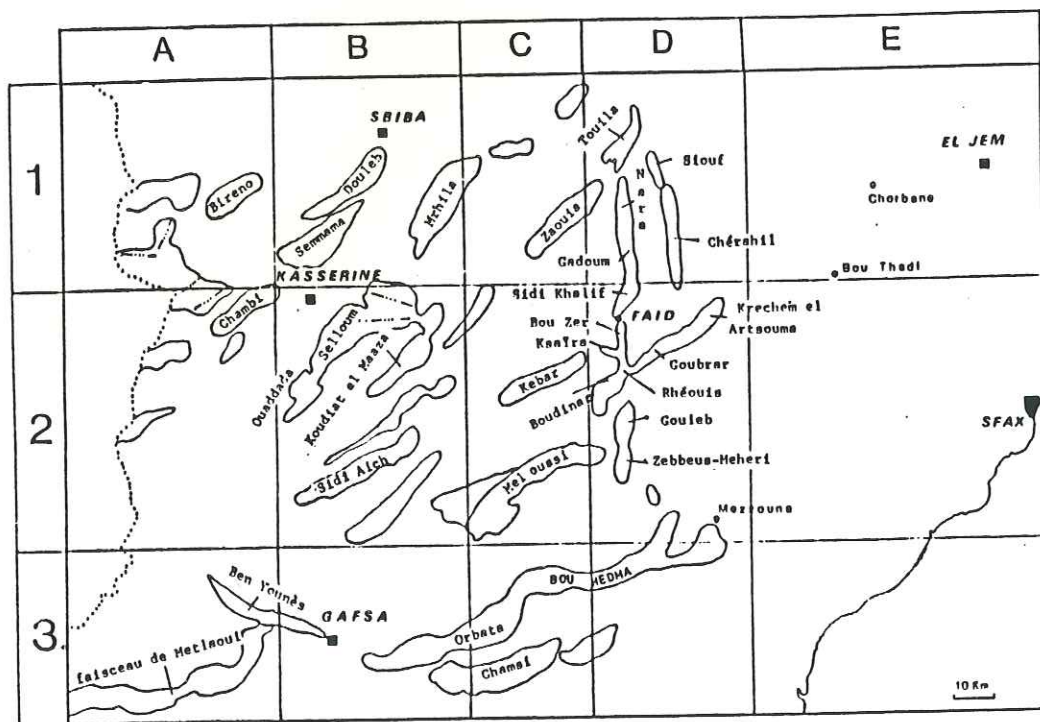 A B C D E
1
SBIBA
EL JEM
Touila
Siouf
Nara
Douleb
Mrhila
Bireno
Chorbane
Semmama
Zaouia
Chérahil
Gadoum
KASSERINE
Bou Thadi
2
Chambi
Sidi Khalif
FAID
Krechem el
Artsouma
Bou Zer
Kaaïra
Selloum
Goubrar
Ouaddada
Koudiat el Maaza
Kebar
Rhéouis
Boudinar
Gouleb
SFAX
Zebbeus-Meheri
Sidi Aich
Meloussi
Mezzouna
3
Ben Younès
BOU HEDMA
GAFSA
Orbata
faisceau de Metlaoui
Chamsi
10 Km